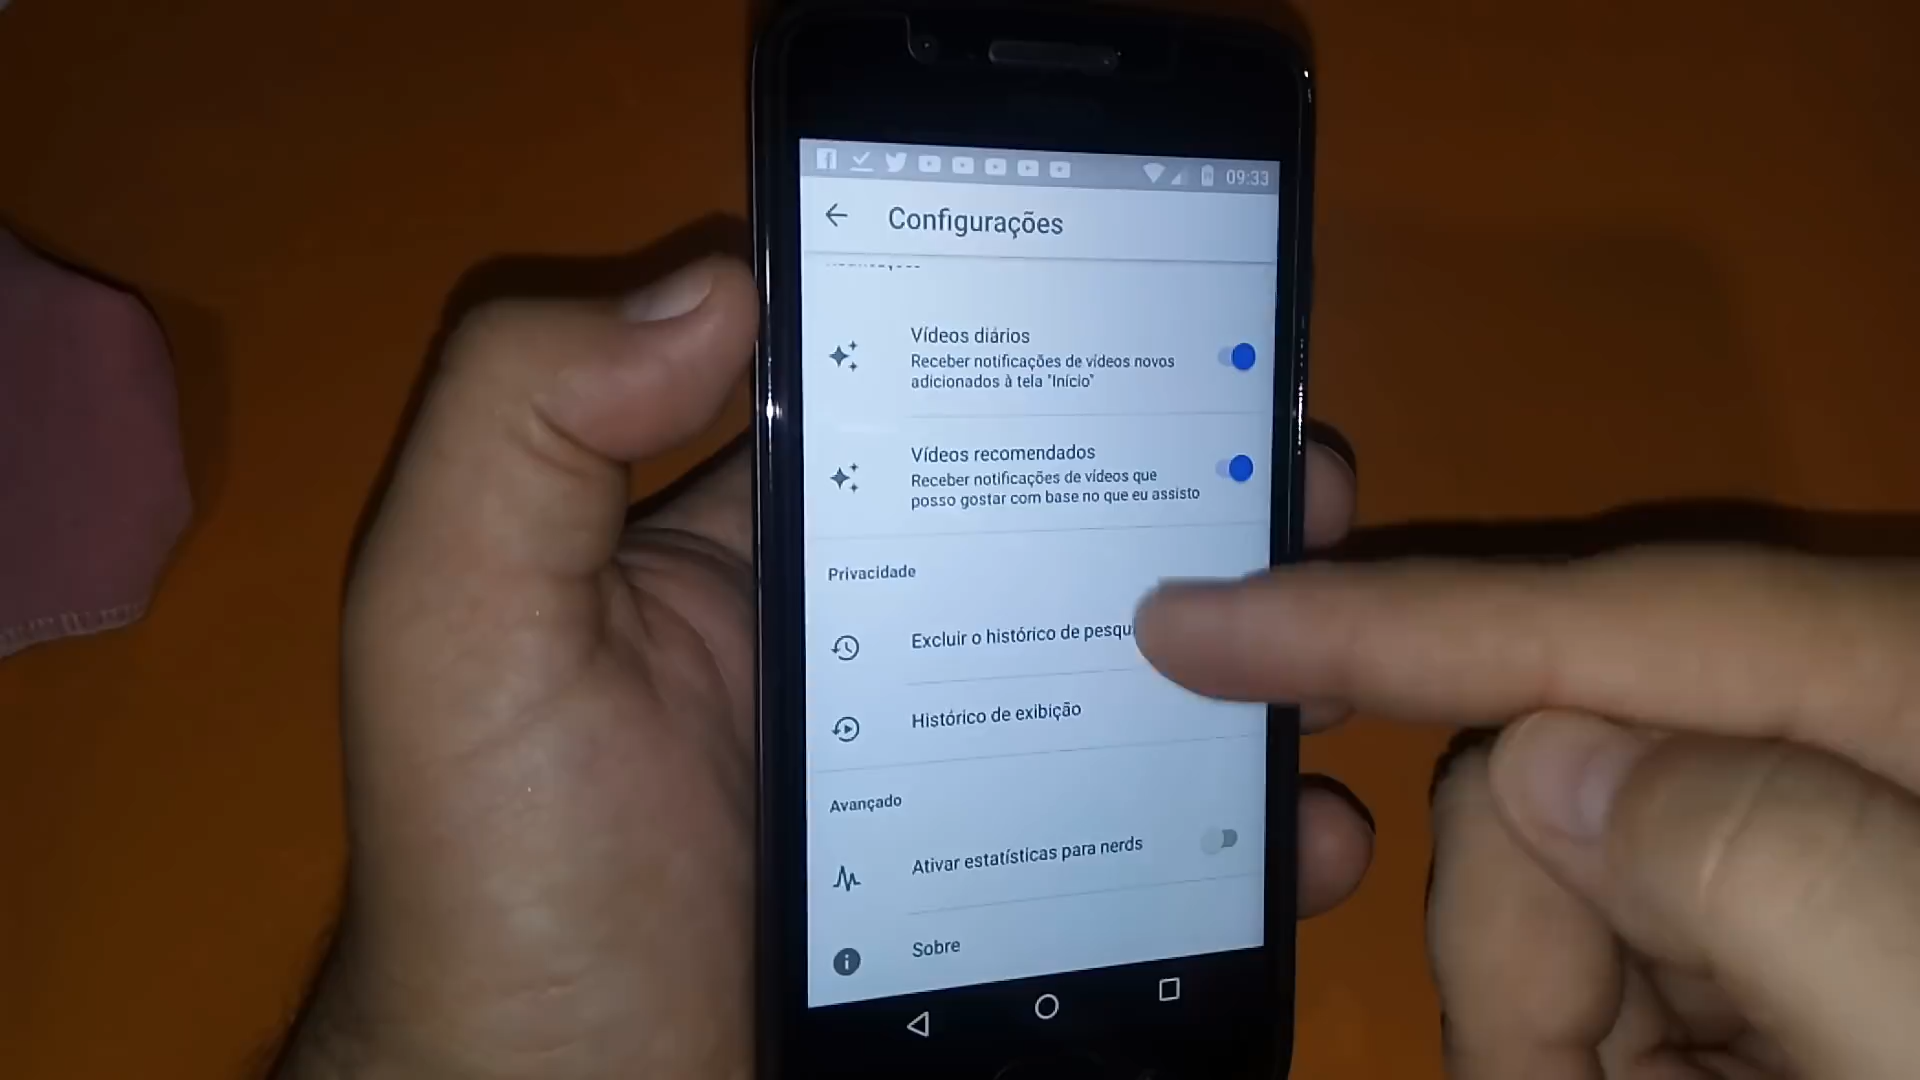 09:33
Configurações
Vídeos diários
Receber notificações de vídeos novos
adicionados à tela "Início"
Vídeos recomendados
Receber notificações de vídeos que
posso gostar com base no que eu assisto
Privacidade
Excluir o histórico de pesqu
Histórico de exibição
Avançado
Ativar estatísticas para nerds
Sobre